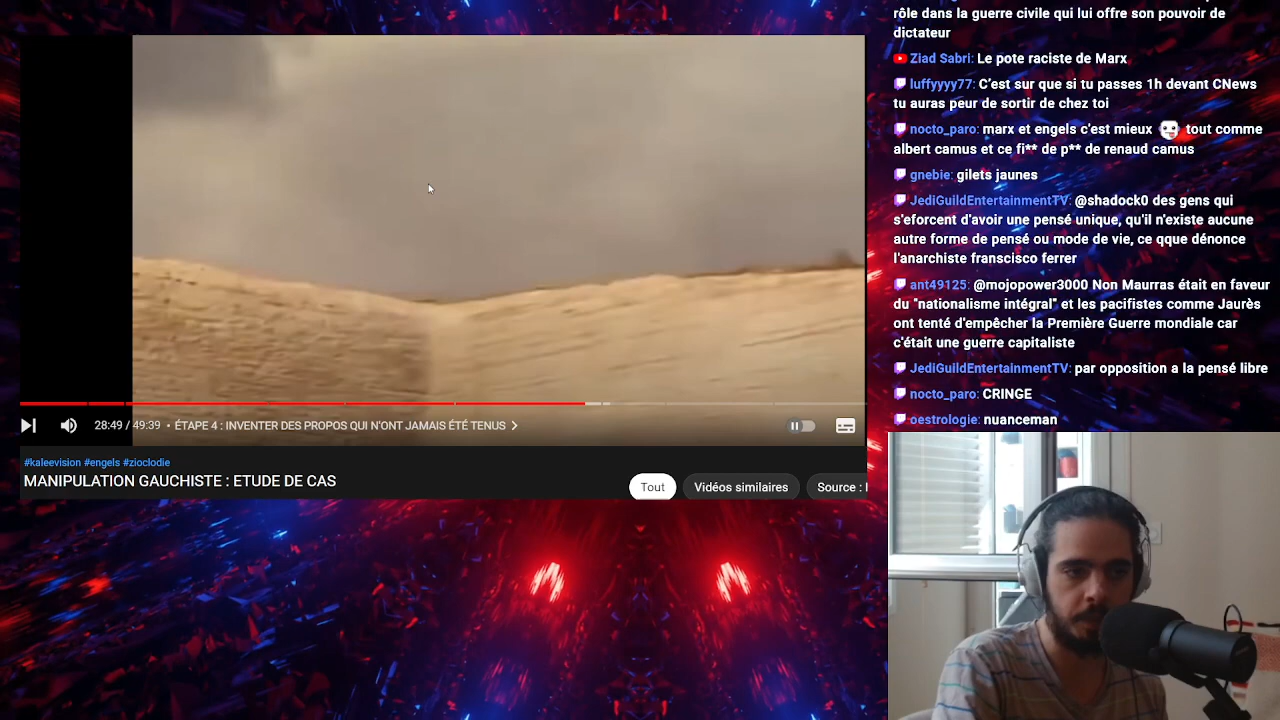 rôle dans la guerre civile qui lui offre son pouvoir de
dictateur
Ziad Sabri: Le pote raciste de Marx
luffyyyy77: C’est sur que si tu passes 1h devant CNews
tu auras peur de sortir de chez toi
nocto_paro: marx et engels c'est mieux tout comme
albert camus et ce fi** de p** de renaud camus
gnebie: gilets jaunes
JediGuildEntertainmentTV: @shadock0 des gens qui
s'eforcent d'avoir une pensé unique, qu'il n'existe aucune
autre forme de pensé ou mode de vie, ce qque dénonce
l'anarchiste franscisco ferrer
ant49125: @mojopower3000 Non Maurras était en faveur
du "nationalisme intégral" et les pacifistes comme Jaurès
ont tenté d'empêcher la Première Guerre mondiale car
c'était une guerre capitaliste
JediGuildEntertainmentTV: par opposition a la pensé libre
nocto_paro: CRINGE
oestrologie: nuanceman
28:49 / 49:39 • ÉTAPE 4 : INVENTER DES PROPOS QUI N'ONT JAMAIS ÉTÉ TENUS
#kaleevision #engels #zioclodie
MANIPULATION GAUCHISTE : ETUDE DE CAS
Tout
Vidéos similaires
Source :